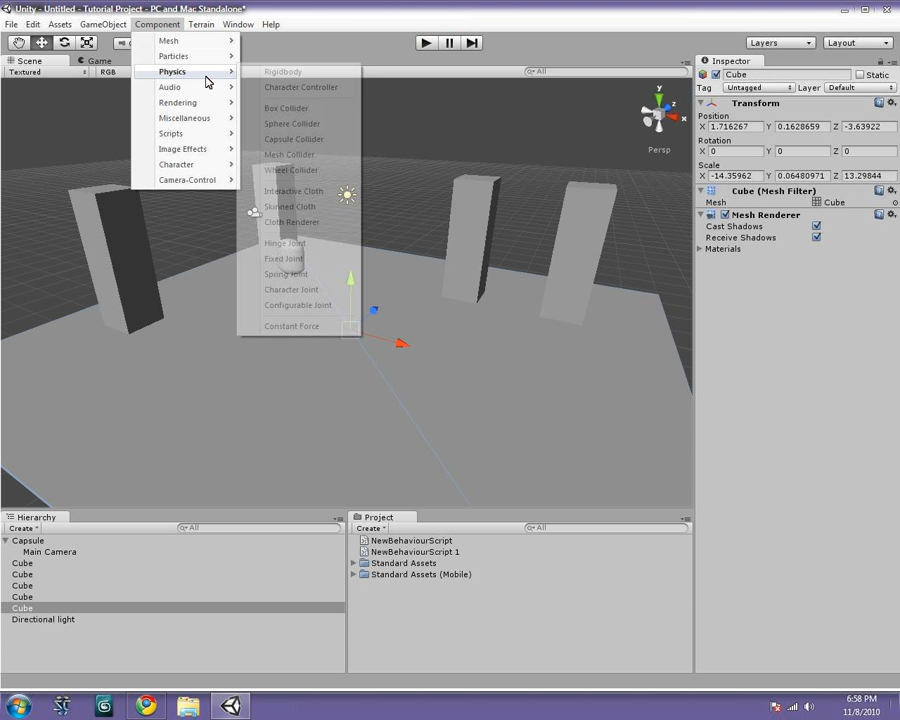 Unity - Untitled - Tutorial Project - PC and Mac Standalone*
File Edit Assets GameObject Component Terrain Window Help
Layers Layout
Scene Game
Textured RGB All
Mesh
Particles
Physics
Audio
Rendering
Miscellaneous
Scripts
Image Effects
Character
Camera-Control
Rigidbody
Character Controller
Box Collider
Sphere Collider
Capsule Collider
Mesh Collider
Wheel Collider
Interactive Cloth
Skinned Cloth
Cloth Renderer
Hinge Joint
Fixed Joint
Spring Joint
Character Joint
Configurable Joint
Constant Force
y
z
x
Persp
Inspector
Cube Static
Tag Untagged Layer Default
Transform
Position
X 1.716267 Y 0.1628659 Z -3.63922
Rotation
X 0 Y 0 Z 0
Scale
X -14.35962 Y 0.06480971 Z 13.29844
Cube (Mesh Filter)
Mesh Cube
Mesh Renderer
Cast Shadows
Receive Shadows
Materials
Hierarchy
Create All
Capsule
Main Camera
Cube
Cube
Cube
Cube
Cube
Directional light
Project
Create All
NewBehaviourScript
NewBehaviourScript 1
Standard Assets
Standard Assets (Mobile)
6:58 PM
11/8/2010